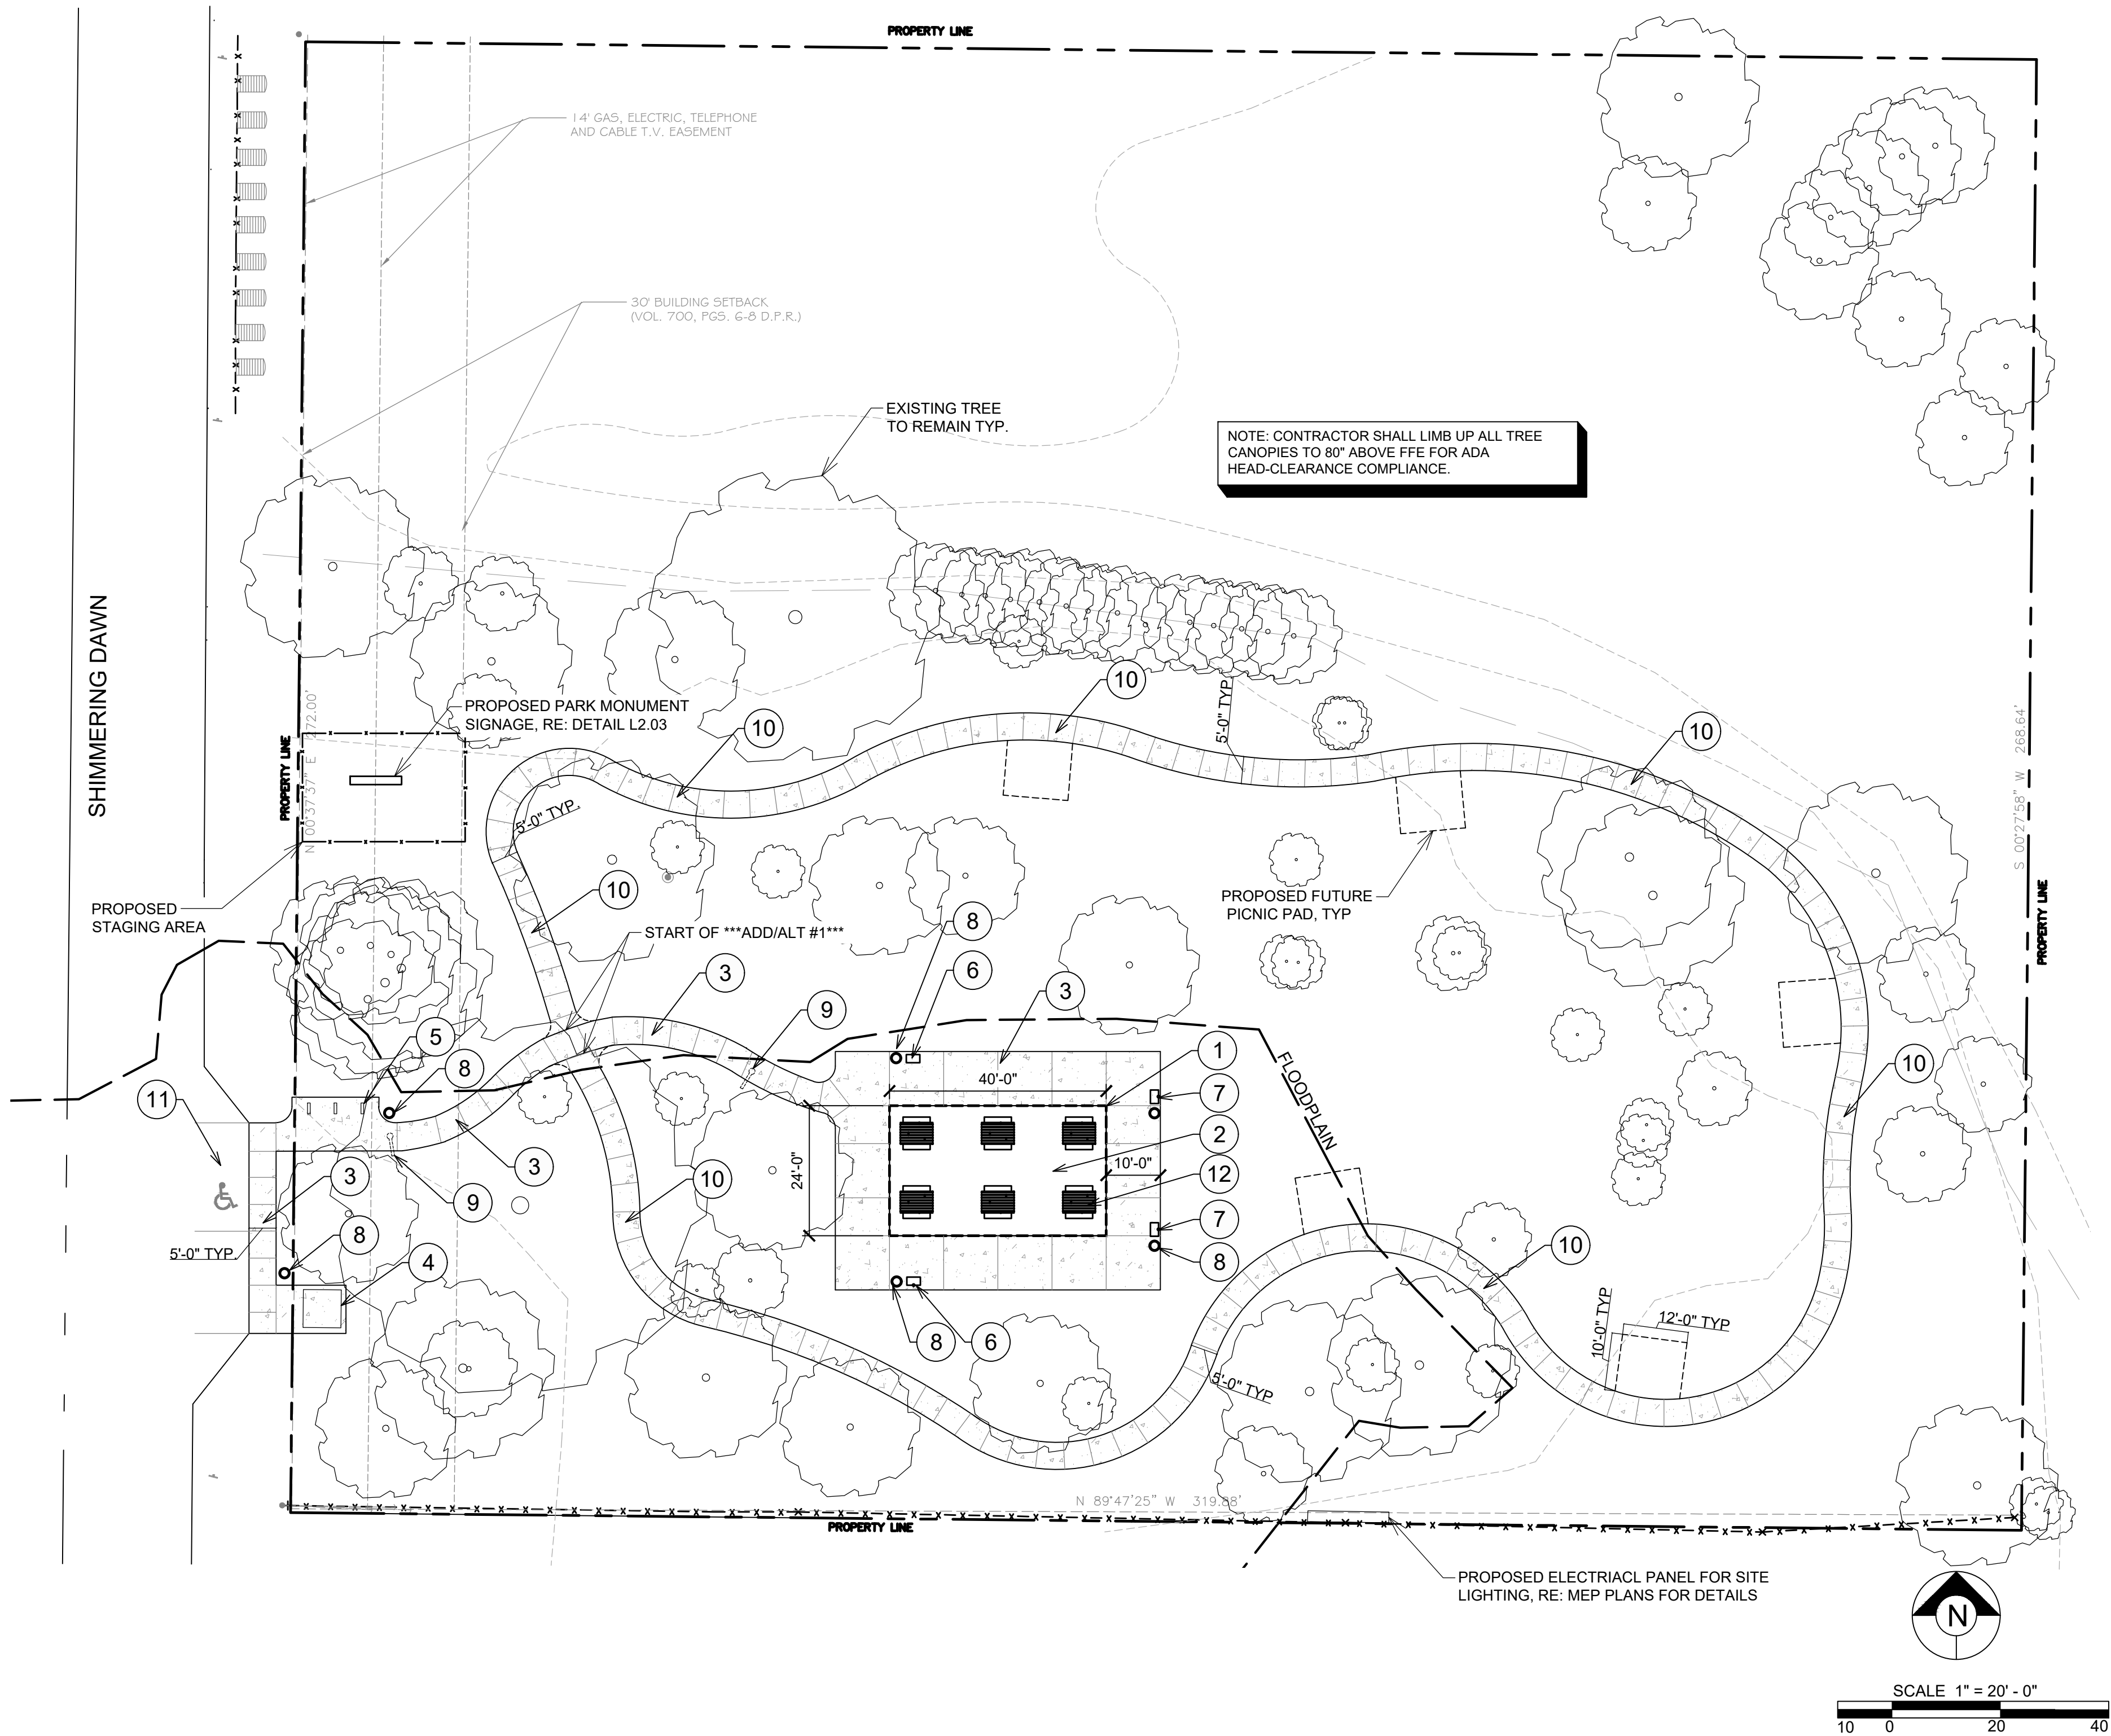 PROPERTY LINE
14' GAS, ELECTRIC, TELEPHONE
AND CABLE T.V. EASEMENT
30' BUILDING SETBACK
(VOL. 700, PGS. 6-8 D.P.R.)
EXISTING TREE
TO REMAIN TYP.
NOTE: CONTRACTOR SHALL LIMB UP ALL TREE
CANOPIES TO 80" ABOVE FFE FOR ADA
HEAD-CLEARANCE COMPLIANCE.
SHIMMERING DAWN
PROPOSED PARK MONUMENT
SIGNAGE, RE: DETAIL L2.03
10
10
5'-0" TYP.
10
N 00°37'37" E 272.00'
PROPERTY LINE
S 00°27'58" W 268.64'
PROPERTY LINE
5'-0" TYP.
10
PROPOSED
STAGING AREA
PROPOSED FUTURE
PICNIC PAD, TYP
START OF ***ADD/ALT #1***
8
3
6
3
9
5
8
1
40'-0"
FLOODPLAIN
10
11
7
2
24'-0"
10'-0"
12
3
3
10
9
7
8
5'-0" TYP.
8
10
4
10'-0" TYP
12'-0" TYP
8
6
5'-0" TYP
N 89°47'25" W 319.88'
PROPERTY LINE
PROPOSED ELECTRIACL PANEL FOR SITE
LIGHTING, RE: MEP PLANS FOR DETAILS
N
SCALE 1" = 20' - 0"
10 0 20 40